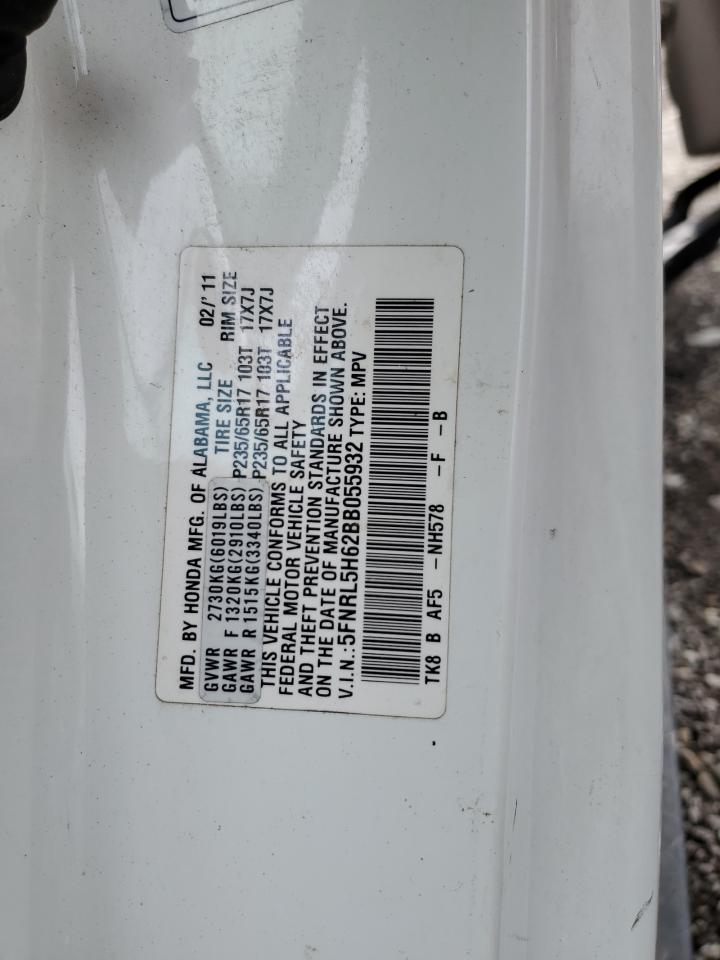 MFD. BY HONDA MFG. OF ALABAMA, LLC 02/'11
GVWR 2730KG(6019LBS) TIRE SIZE RIM SIZE
GAWR F 1320KG(2910LBS) P235/65R17 103T 17X7J
GAWR R 1515KG(3340LBS) P235/65R17 103T 17X7J
THIS VEHICLE CONFORMS TO ALL APPLICABLE
FEDERAL MOTOR VEHICLE SAFETY
AND THEFT PREVENTION STANDARDS IN EFFECT
ON THE DATE OF MANUFACTURE SHOWN ABOVE.
V.I.N.:5FNRL5H62BB055932 TYPE: MPV
TK8 B AF5 -NH578 -F -B